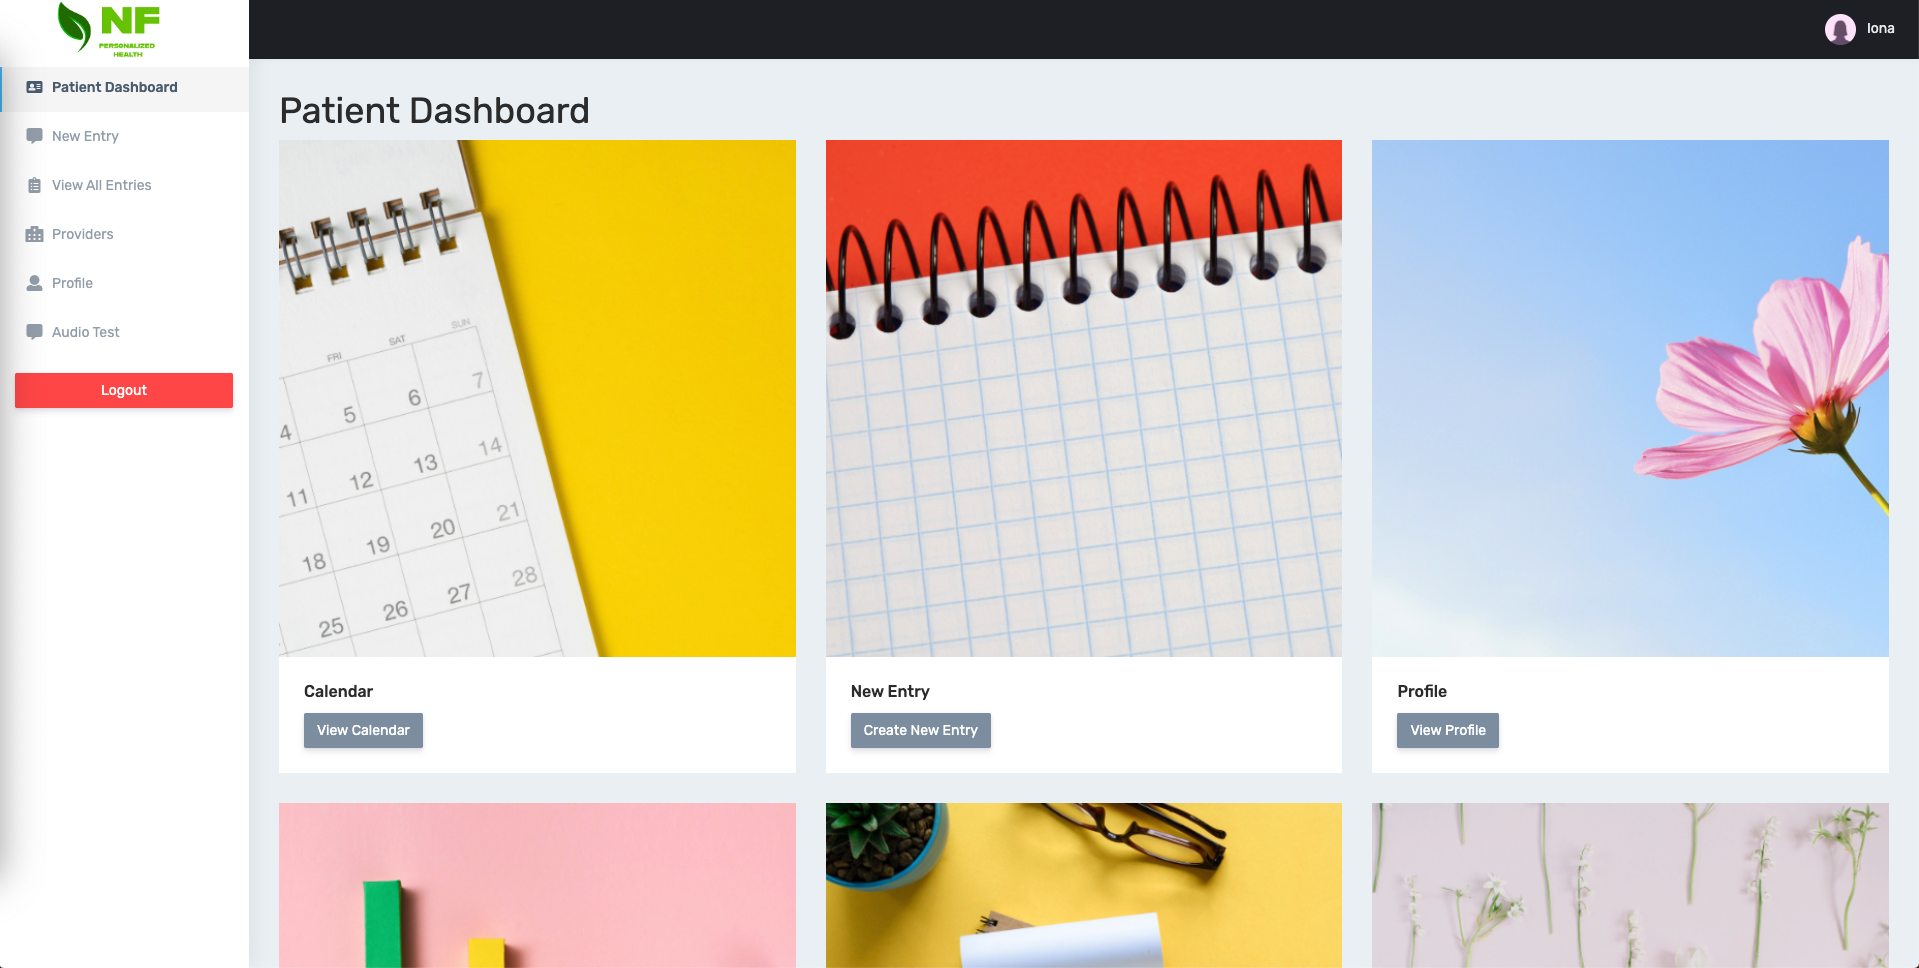 NF
PERSONALIZED
HEALTH
Iona
Patient Dashboard
New Entry
View All Entries
Providers
Profile
Audio Test
Logout
Patient Dashboard
FRI SAT SUN
4 5 6 7
11 12 13 14
18 19 20 21
25 26 27 28
Calendar
View Calendar
New Entry
Create New Entry
Profile
View Profile